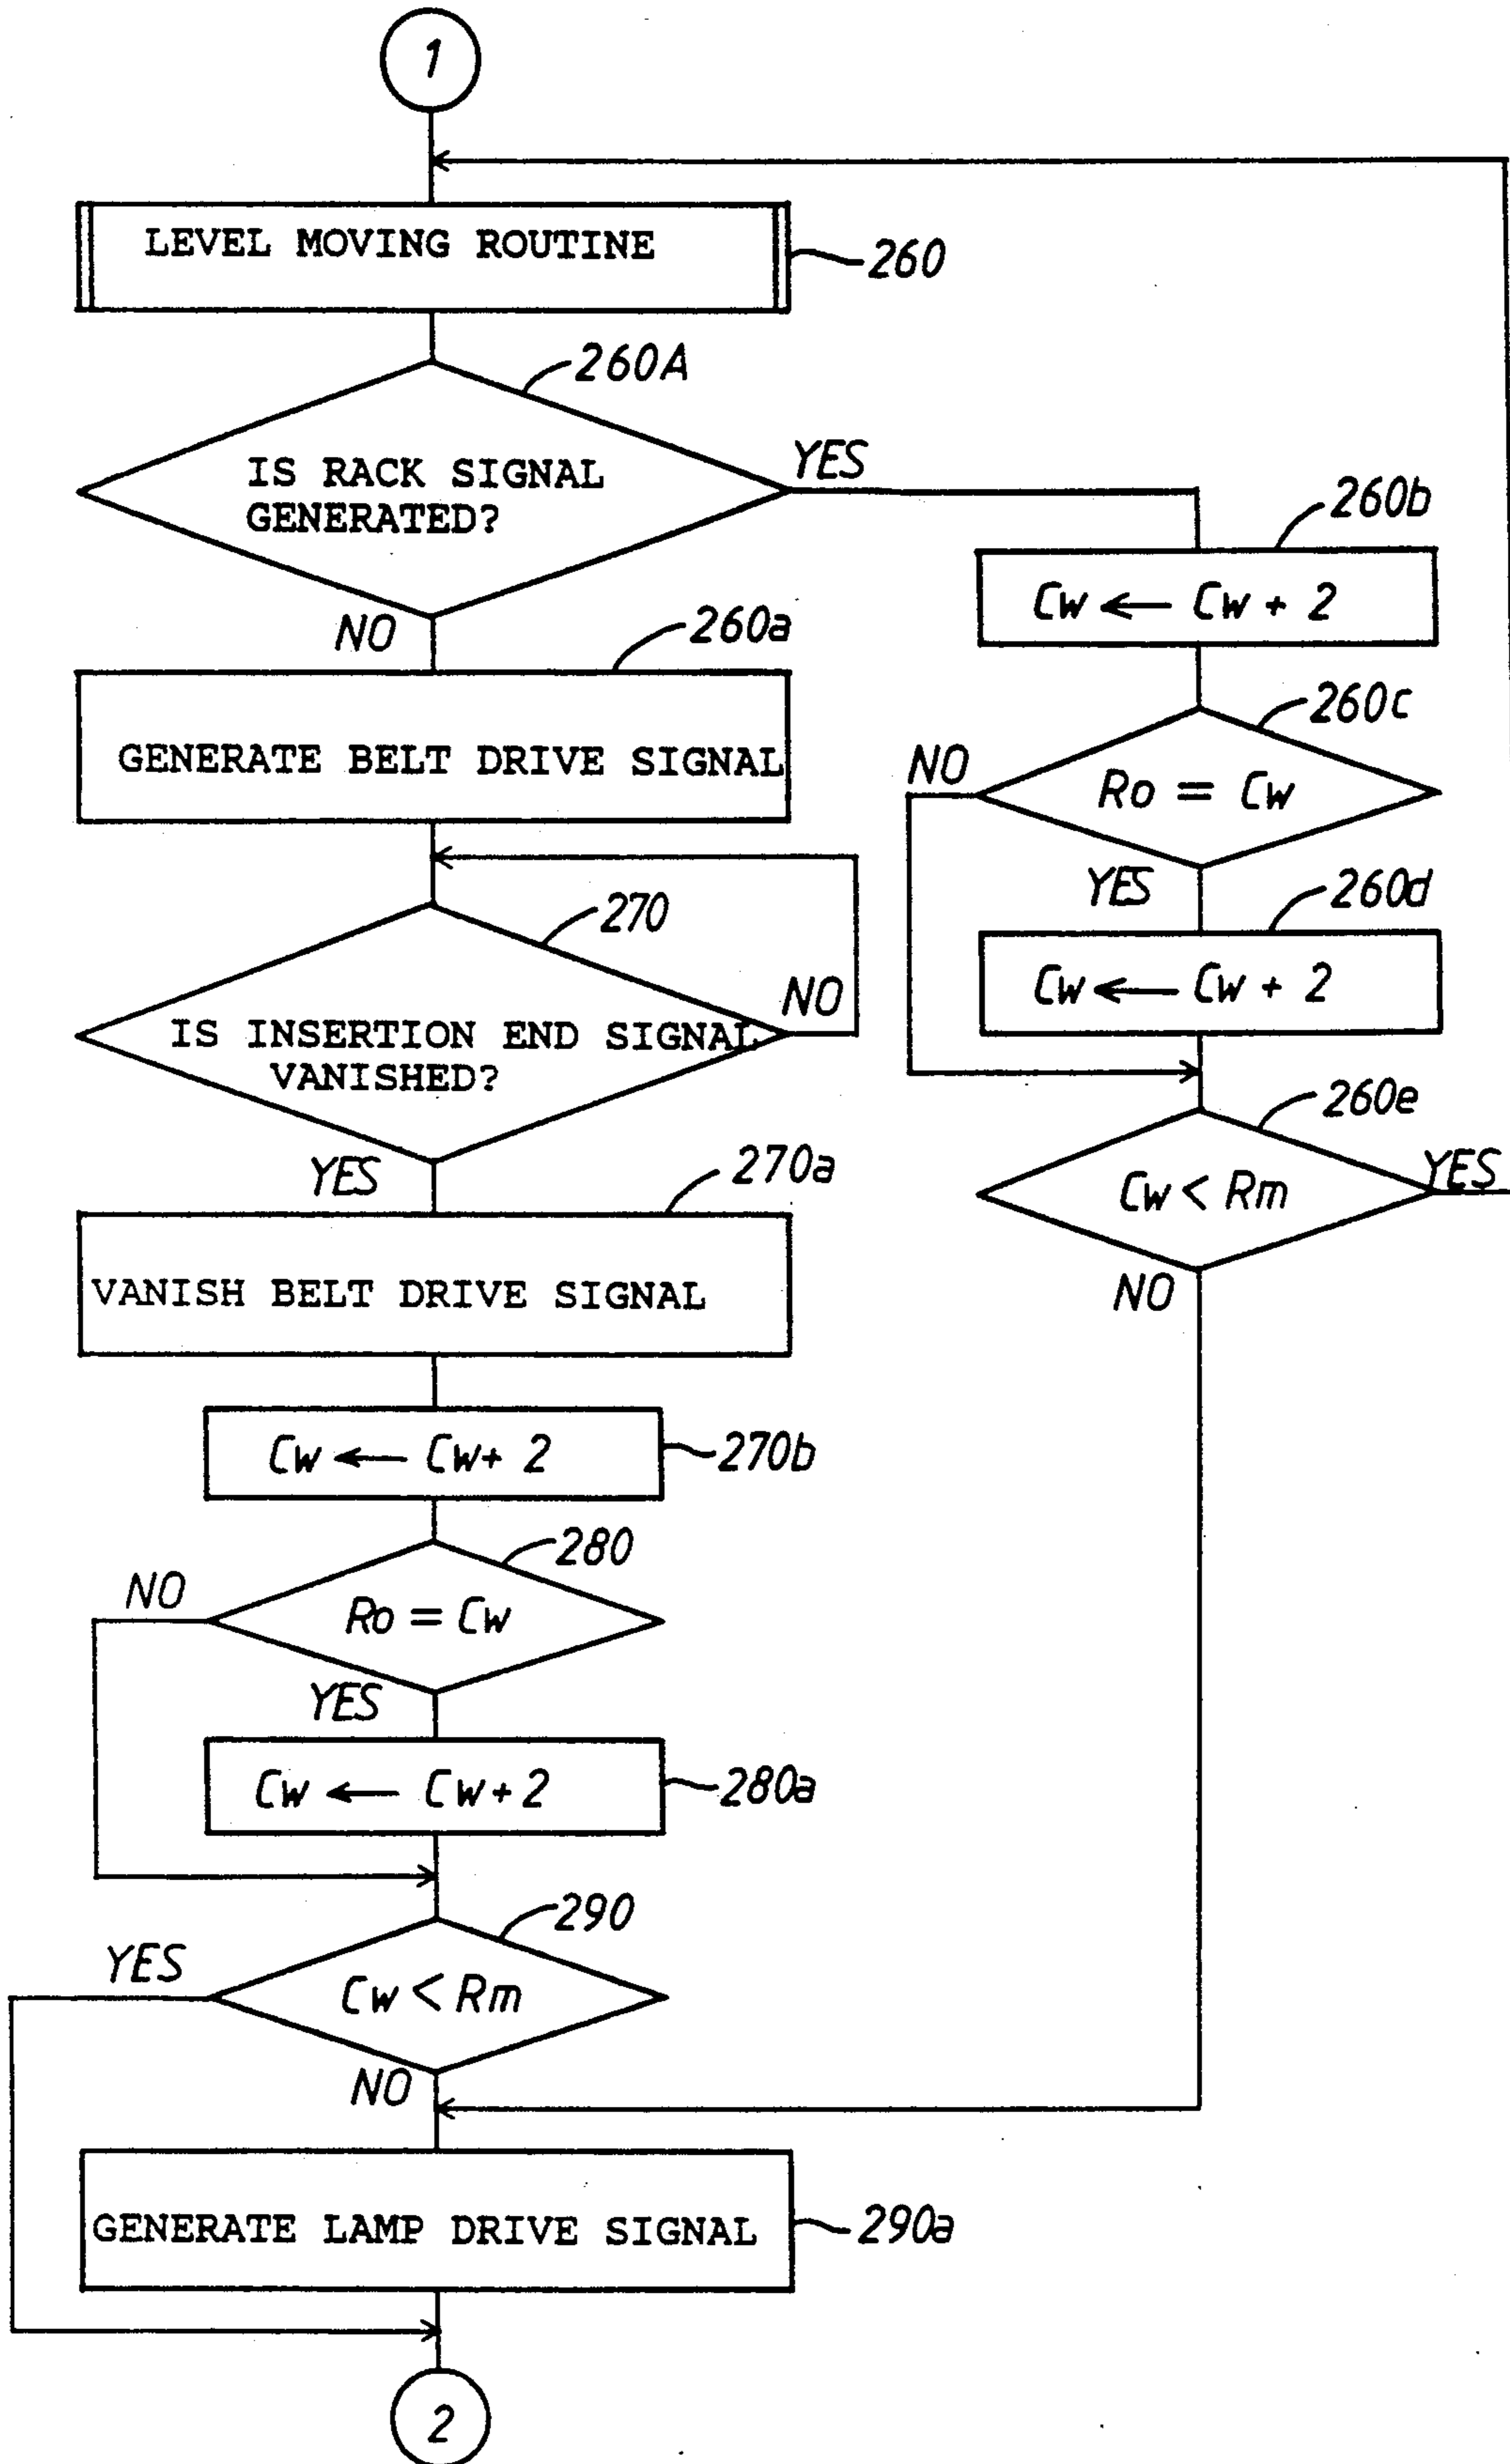 1
LEVEL MOVING ROUTINE
260
260A
IS RACK SIGNAL
GENERATED?
YES
NO
260b
Cw ← Cw + 2
260a
GENERATE BELT DRIVE SIGNAL
260c
NO
Ro = Cw
YES
260d
Cw ← Cw + 2
270
NO
IS INSERTION END SIGNAL
VANISHED?
YES
260e
Cw < Rm
YES
NO
270a
VANISH BELT DRIVE SIGNAL
Cw ← Cw + 2
270b
280
NO
Ro = Cw
YES
Cw ← Cw + 2
280a
290
YES
Cw < Rm
NO
GENERATE LAMP DRIVE SIGNAL
290a
2